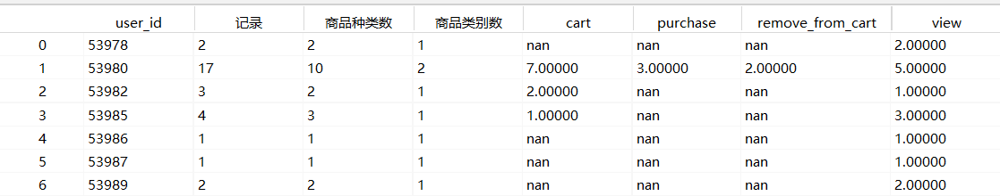 user_id 记录 商品种类数 商品类别数 cart purchase remove_from_cart view
0 53978 2 2 1 nan nan nan 2.00000
1 53980 17 10 2 7.00000 3.00000 2.00000 5.00000
2 53982 3 2 1 2.00000 nan nan 1.00000
3 53985 4 3 1 1.00000 nan nan 3.00000
4 53986 1 1 1 nan nan nan 1.00000
5 53987 1 1 1 nan nan nan 1.00000
6 53989 2 2 1 nan nan nan 2.00000